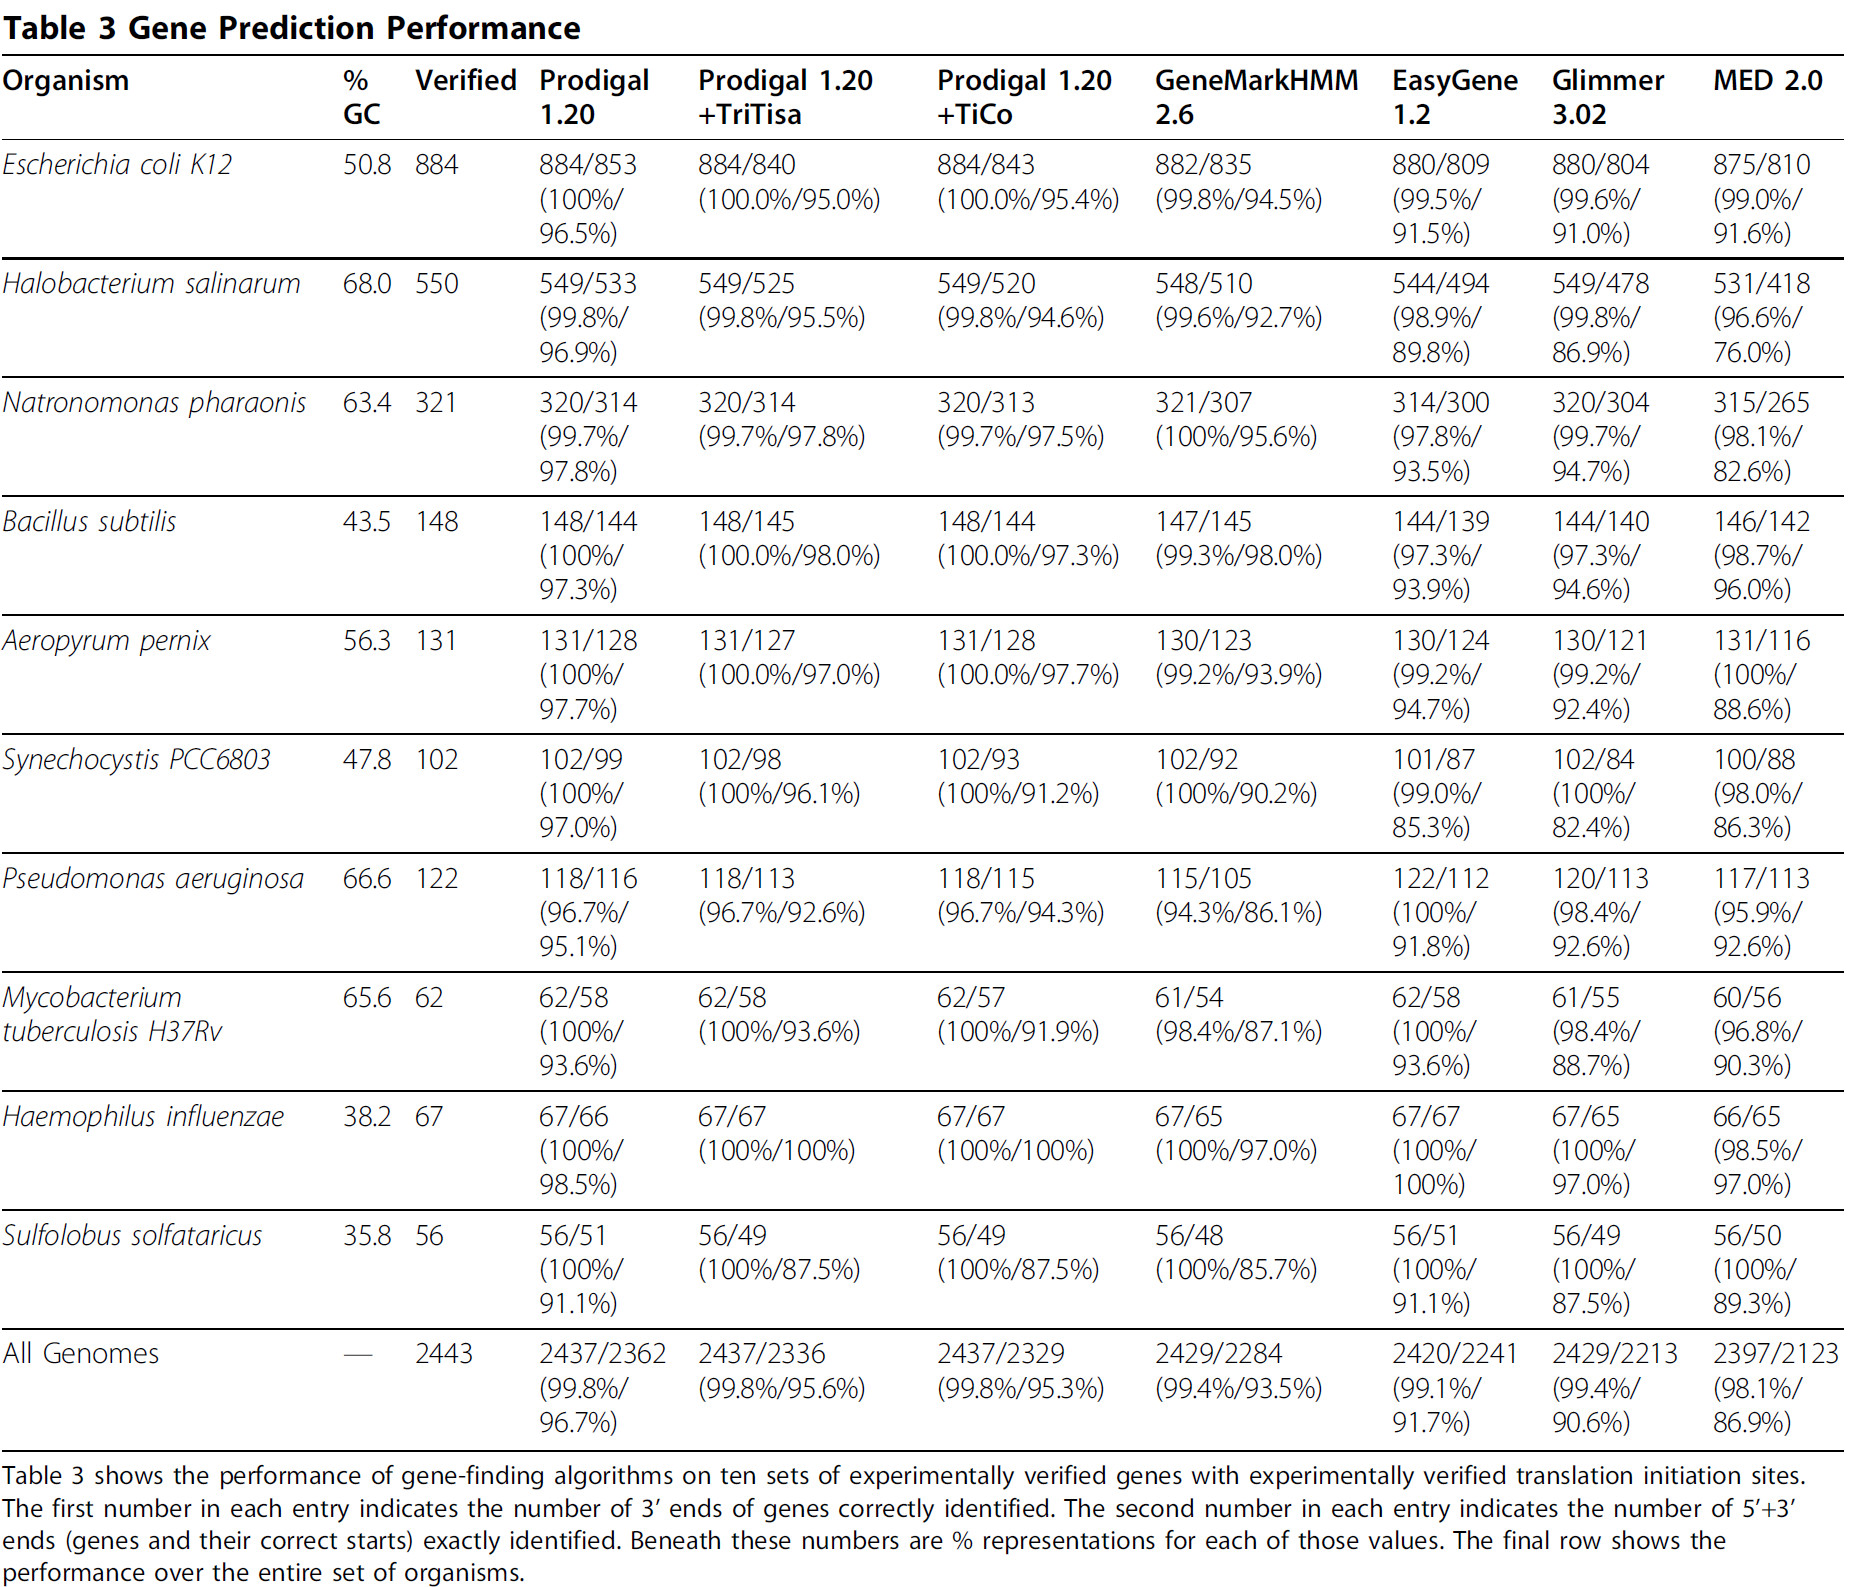 Table 3 Gene Prediction Performance
Organism % GC Verified Prodigal 1.20 Prodigal 1.20 +TriTisa Prodigal 1.20 +TiCo GeneMarkHMM 2.6 EasyGene 1.2 Glimmer 3.02 MED 2.0
Escherichia coli K12 50.8 884 884/853 884/840 884/843 882/835 880/809 880/804 875/810
(100%/ (100.0%/95.0%) (100.0%/95.4%) (99.8%/94.5%) (99.5%/ (99.6%/ (99.0%/
96.5%) 91.5%) 91.0%) 91.6%)
Halobacterium salinarum 68.0 550 549/533 549/525 549/520 548/510 544/494 549/478 531/418
(99.8%/ (99.8%/95.5%) (99.8%/94.6%) (99.6%/92.7%) (98.9%/ (99.8%/ (96.6%/
96.9%) 89.8%) 86.9%) 76.0%)
Natronomonas pharaonis 63.4 321 320/314 320/314 320/313 321/307 314/300 320/304 315/265
(99.7%/ (99.7%/97.8%) (99.7%/97.5%) (100%/95.6%) (97.8%/ (99.7%/ (98.1%/
97.8%) 93.5%) 94.7%) 82.6%)
Bacillus subtilis 43.5 148 148/144 148/145 148/144 147/145 144/139 144/140 146/142
(100%/ (100.0%/98.0%) (100.0%/97.3%) (99.3%/98.0%) (97.3%/ (97.3%/ (98.7%/
97.3%) 93.9%) 94.6%) 96.0%)
Aeropyrum pernix 56.3 131 131/128 131/127 131/128 130/123 130/124 130/121 131/116
(100%/ (100.0%/97.0%) (100.0%/97.7%) (99.2%/93.9%) (99.2%/ (99.2%/ (100%/
97.7%) 94.7%) 92.4%) 88.6%)
Synechocystis PCC6803 47.8 102 102/99 102/98 102/93 102/92 101/87 102/84 100/88
(100%/ (100%/96.1%) (100%/91.2%) (100%/90.2%) (99.0%/ (100%/ (98.0%/
97.0%) 85.3%) 82.4%) 86.3%)
Pseudomonas aeruginosa 66.6 122 118/116 118/113 118/115 115/105 122/112 120/113 117/113
(96.7%/ (96.7%/92.6%) (96.7%/94.3%) (94.3%/86.1%) (100%/ (98.4%/ (95.9%/
95.1%) 91.8%) 92.6%) 92.6%)
Mycobacterium 65.6 62 62/58 62/58 62/57 61/54 62/58 61/55 60/56
tuberculosis H37Rv (100%/ (100%/93.6%) (100%/91.9%) (98.4%/87.1%) (100%/ (98.4%/ (96.8%/
93.6%) 93.6%) 88.7%) 90.3%)
Haemophilus influenzae 38.2 67 67/66 67/67 67/67 67/65 67/67 67/65 66/65
(100%/ (100%/100%) (100%/100%) (100%/97.0%) (100%/ (100%/ (98.5%/
98.5%) 100%) 97.0%) 97.0%)
Sulfolobus solfataricus 35.8 56 56/51 56/49 56/49 56/48 56/51 56/49 56/50
(100%/ (100%/87.5%) (100%/87.5%) (100%/85.7%) (100%/ (100%/ (100%/
91.1%) 91.1%) 87.5%) 89.3%)
All Genomes — 2443 2437/2362 2437/2336 2437/2329 2429/2284 2420/2241 2429/2213 2397/2123
(99.8%/ (99.8%/95.6%) (99.8%/95.3%) (99.4%/93.5%) (99.1%/ (99.4%/ (98.1%/
96.7%) 91.7%) 90.6%) 86.9%)
Table 3 shows the performance of gene-finding algorithms on ten sets of experimentally verified genes with experimentally verified translation initiation sites.
The first number in each entry indicates the number of 3’ ends of genes correctly identified. The second number in each entry indicates the number of 5’+3’
ends (genes and their correct starts) exactly identified. Beneath these numbers are % representations for each of those values. The final row shows the
performance over the entire set of organisms.